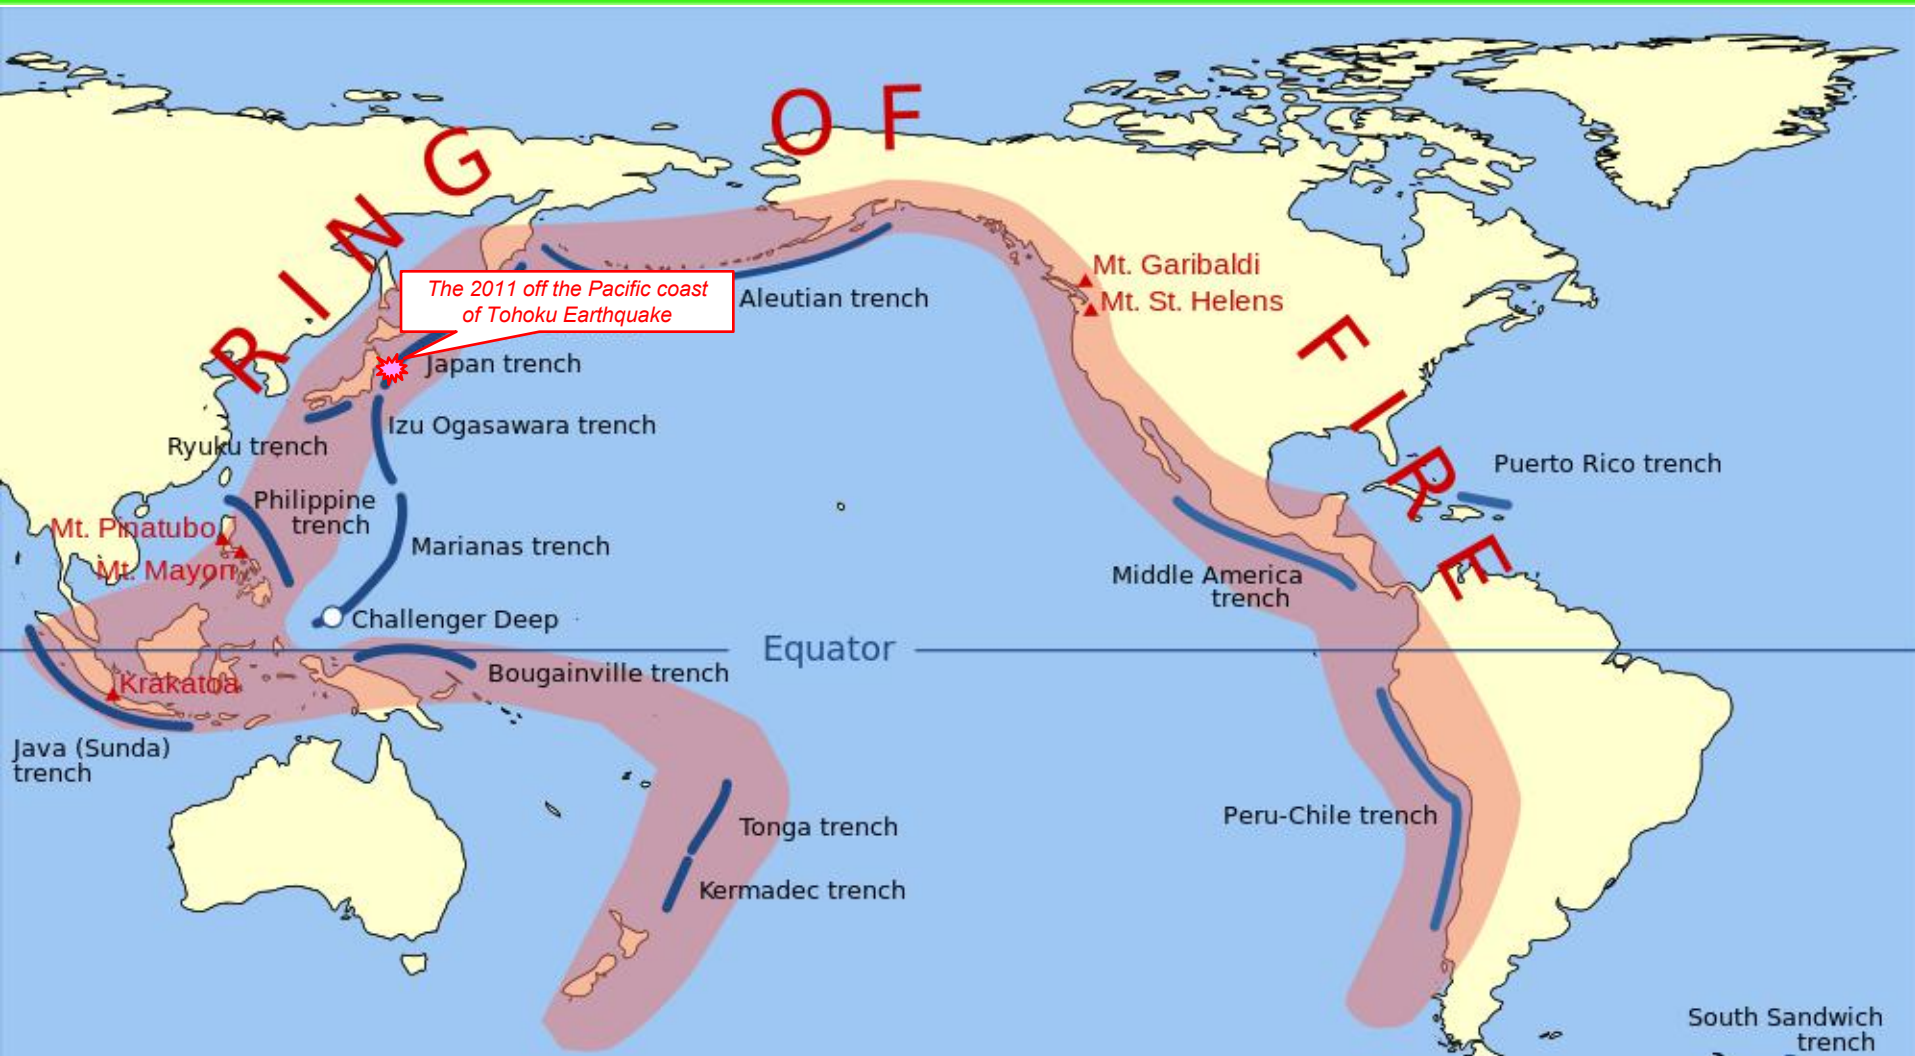 RING OF FIRE
The 2011 off the Pacific coast
of Tohoku Earthquake
Aleutian trench
Mt. Garibaldi
Mt. St. Helens
Japan trench
Izu Ogasawara trench
Ryuku trench
Puerto Rico trench
Philippine
trench
Mt. Pinatubo
Mt. Mayon
Marianas trench
Middle America
trench
Challenger Deep
Equator
Bougainville trench
Krakatoa
Java (Sunda)
trench
Peru-Chile trench
Tonga trench
Kermadec trench
South Sandwich
trench